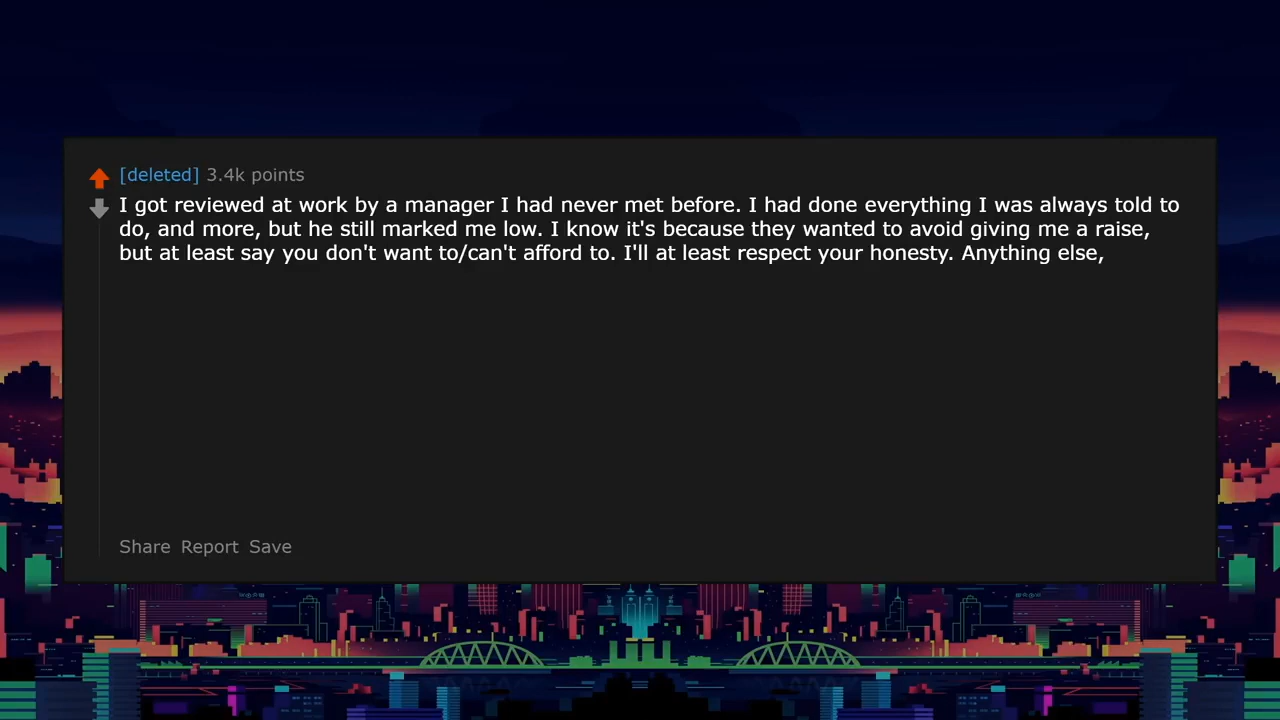 [deleted] 3.4k points
I got reviewed at work by a manager I had never met before. I had done everything I was always told to
do, and more, but he still marked me low. I know it's because they wanted to avoid giving me a raise,
but at least say you don't want to/can't afford to. I'll at least respect your honesty. Anything else,
Share Report Save